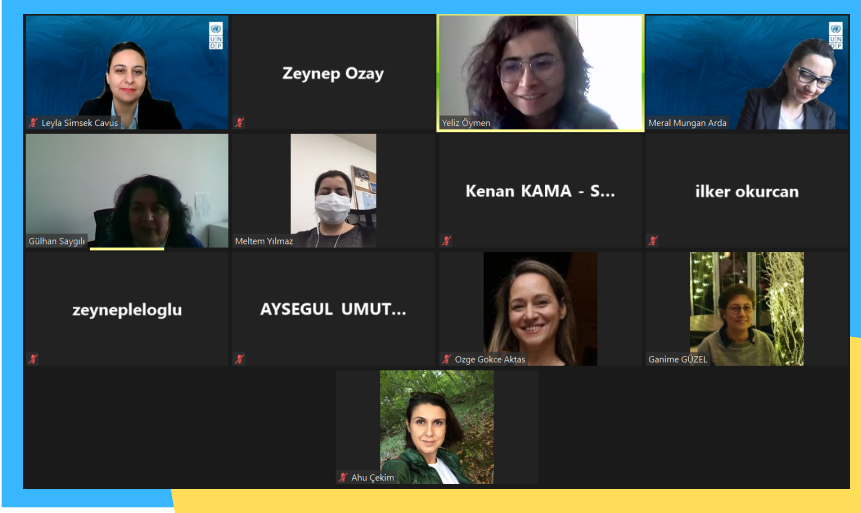 U N
D P
U N
D P
Leyla Simsek Cavus
Zeynep Ozay
Yeliz Öymen
Meral Mungan Arda
Gülhan Saygılı
Meltem Yılmaz
Kenan KAMA - S...
ilker okurcan
zeynepleloglu
AYSEGUL UMUT...
Ozge Gokce Aktas
Ganime GÜZEL
Ahu Çekim